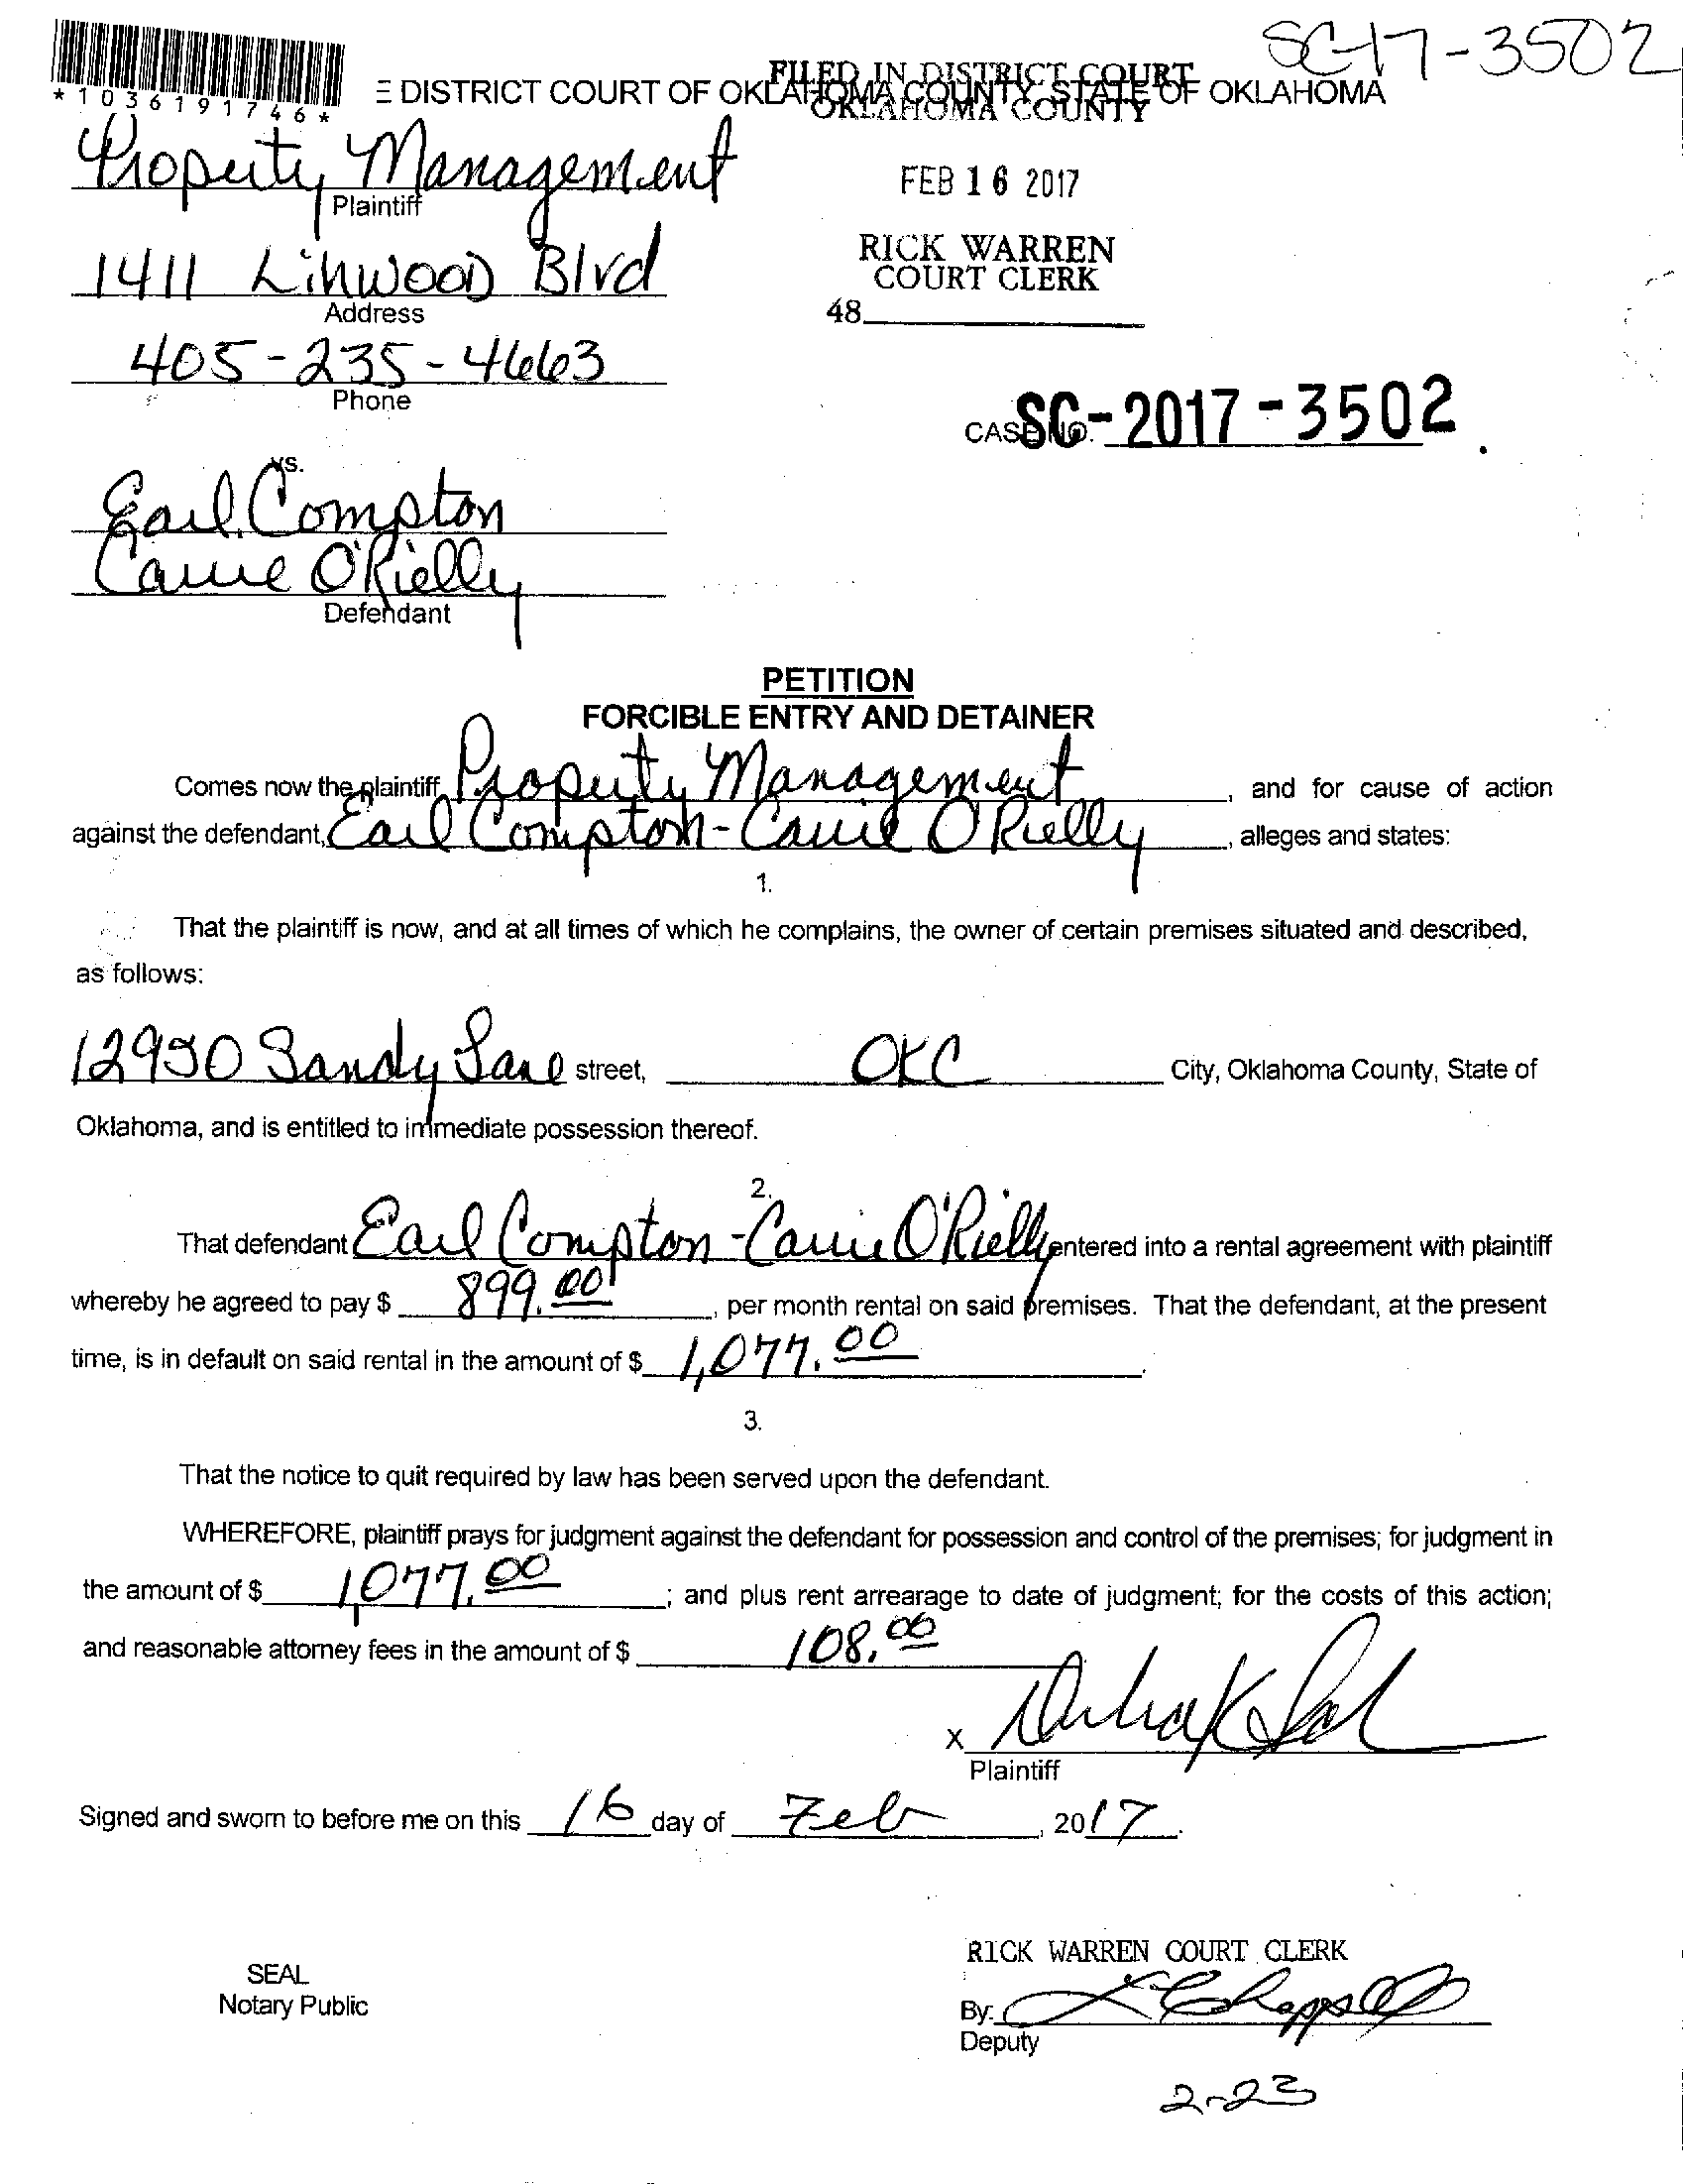 SC-17-3502
*1036191746*
E DISTRICT COURT OF OKLAHOMA COUNTY, STATE OF OKLAHOMA
FILED IN DISTRICT COURT
OKLAHOMA COUNTY
Property Management
Plaintiff
FEB 16 2017
1411 Linwood Blvd
Address
RICK WARREN
COURT CLERK
48
405-235-4663
Phone
CASE NO. SC-2017-3502.
vs.
Earl Compton
Carrie O'Rielly
Defendant
PETITION
FORCIBLE ENTRY AND DETAINER
Comes now the plaintiff, Property Management, and for cause of action
against the defendant, Earl Compton-Carrie O'Rielly, alleges and states:
1.
That the plaintiff is now, and at all times of which he complains, the owner of certain premises situated and described,
as follows:
Sandy Lane street, OKC City, Oklahoma County, State of
Oklahoma, and is entitled to immediate possession thereof.
2.
That defendant Earl Compton-Carrie O'Rielly entered into a rental agreement with plaintiff
whereby he agreed to pay $ 899.00, per month rental on said premises. That the defendant, at the present
time, is in default on said rental in the amount of $ 1,077.00.
3.
That the notice to quit required by law has been served upon the defendant.
WHEREFORE, plaintiff prays for judgment against the defendant for possession and control of the premises; for judgment in
the amount of $ 1,077.00; and plus rent arrearage to date of judgment; for the costs of this action;
and reasonable attorney fees in the amount of $ 108.00
X
Plaintiff
Signed and sworn to before me on this 16 day of Feb, 2017.
SEAL
Notary Public
RICK WARREN COURT CLERK
By:
Deputy
2-23